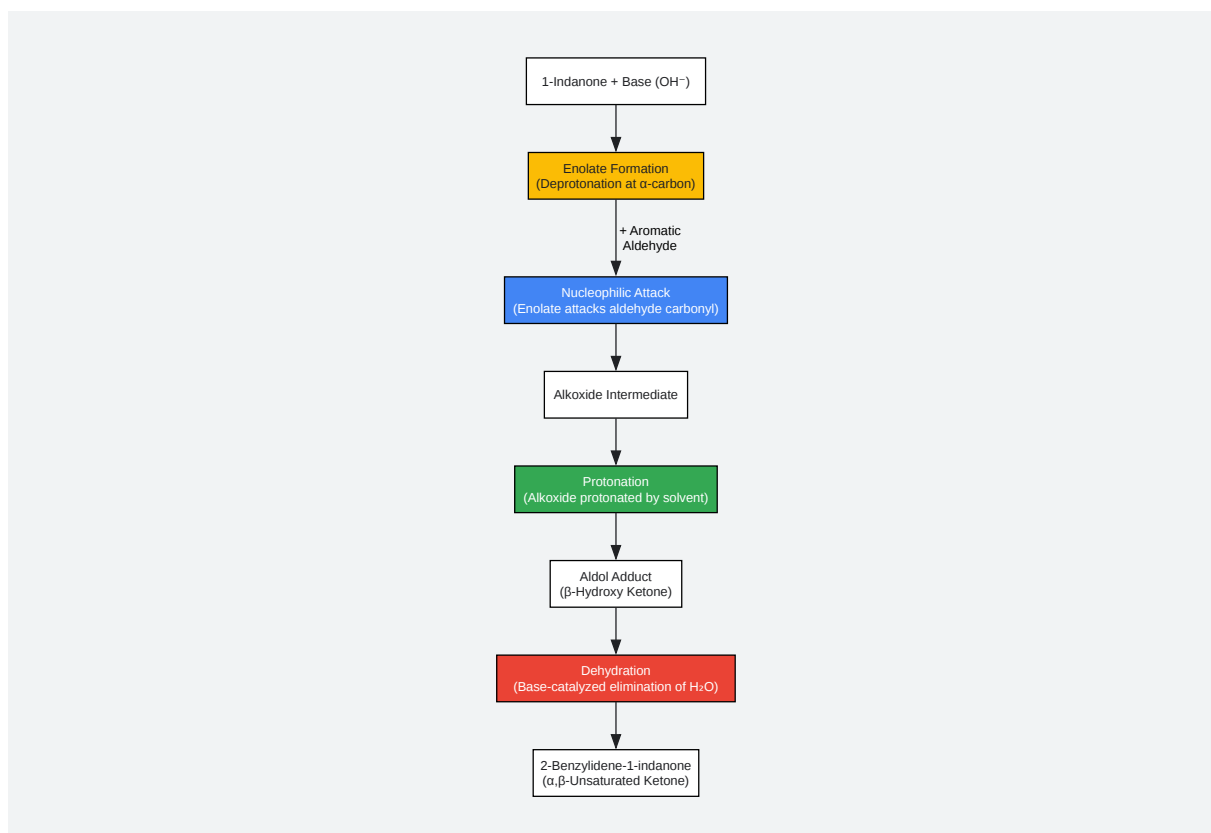 1-Indanone + Base (OH⁻)
Enolate Formation
(Deprotonation at α-carbon)
+ Aromatic
Aldehyde
Nucleophilic Attack
(Enolate attacks aldehyde carbonyl)
Alkoxide Intermediate
Protonation
(Alkoxide protonated by solvent)
Aldol Adduct
(β-Hydroxy Ketone)
Dehydration
(Base-catalyzed elimination of H₂O)
2-Benzylidene-1-indanone
(α,β-Unsaturated Ketone)